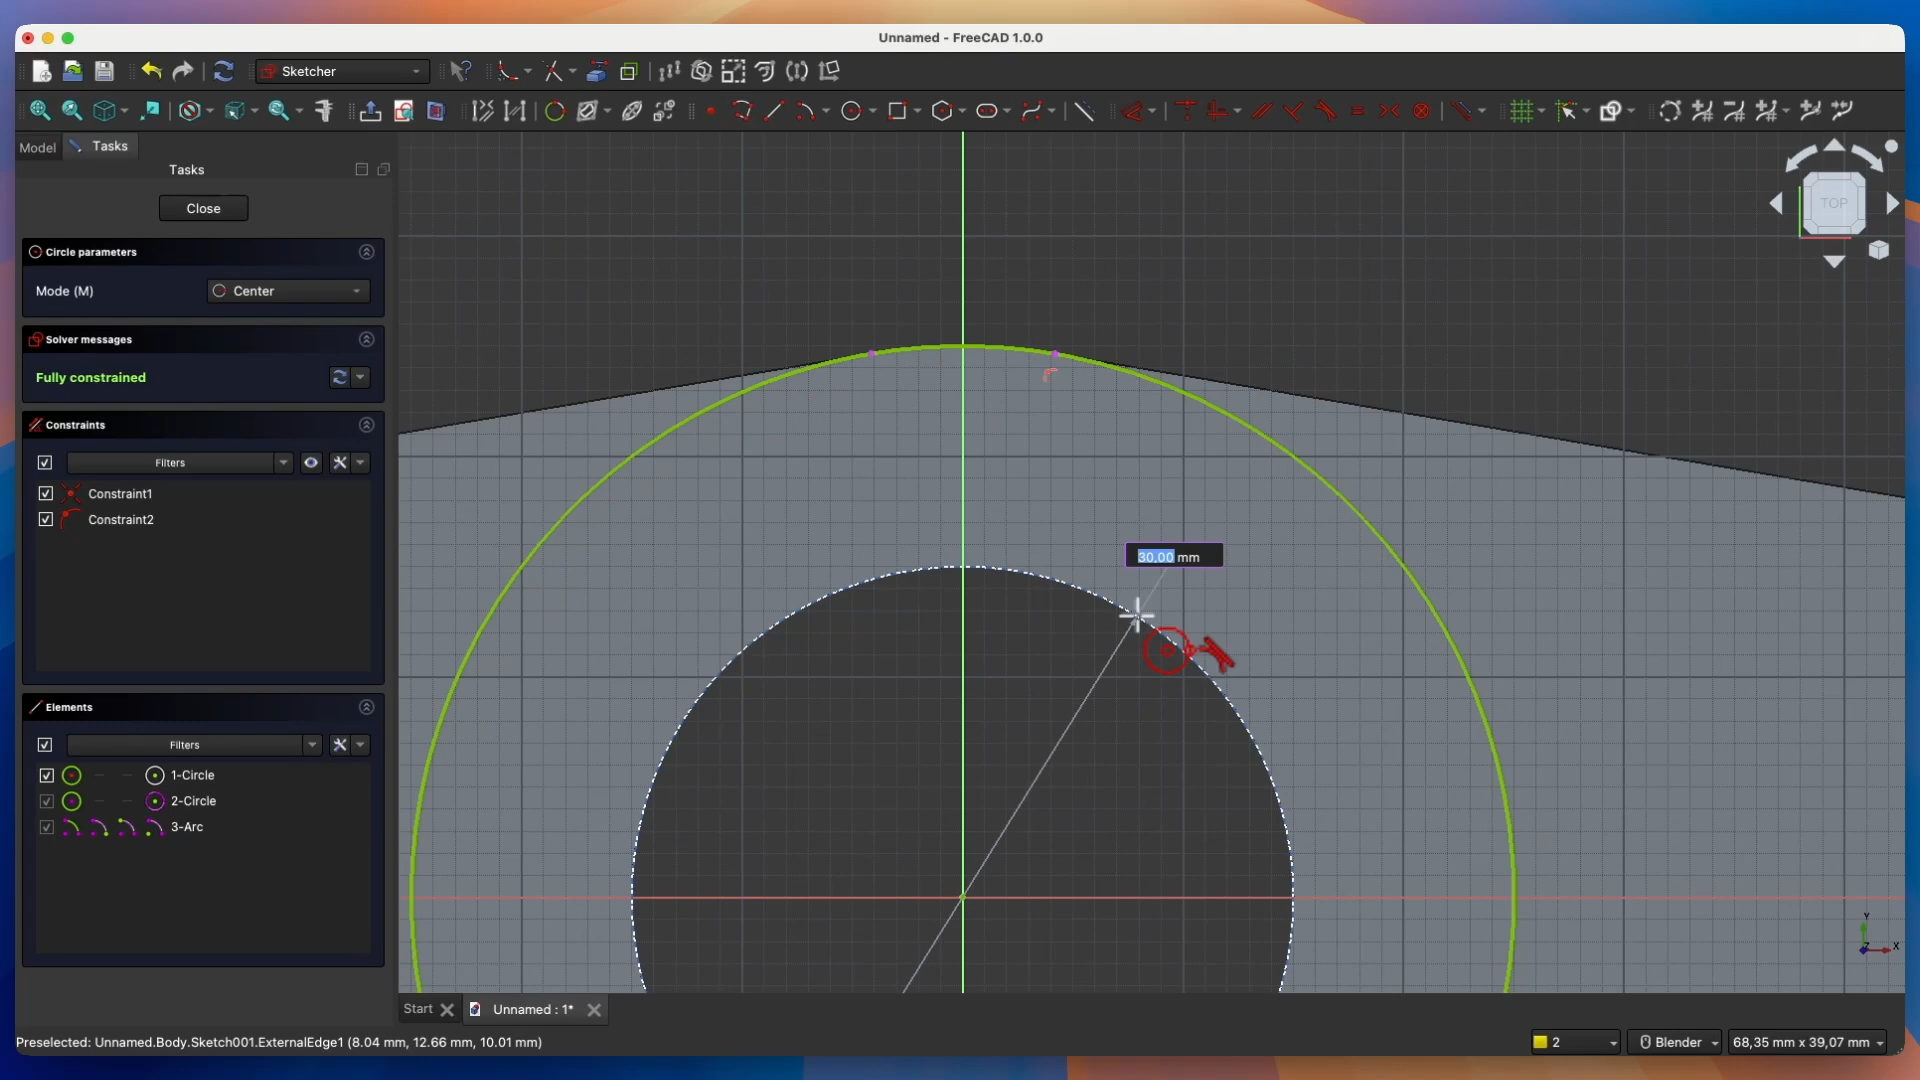 Unnamed - FreeCAD 1.0.0
Sketcher
Model
Tasks
Tasks
Close
Circle parameters
Mode (M)
Center
Solver messages
Fully constrained
Constraints
Filters
Constraint1
Constraint2
Elements
Filters
1-Circle
2-Circle
3-Arc
TOP
30.00 mm
Y
Z
X
Start
Unnamed : 1*
Preselected: Unnamed.Body.Sketch001.ExternalEdge1 (8.04 mm, 12.66 mm, 10.01 mm)
2
Blender
68,35 mm x 39,07 mm